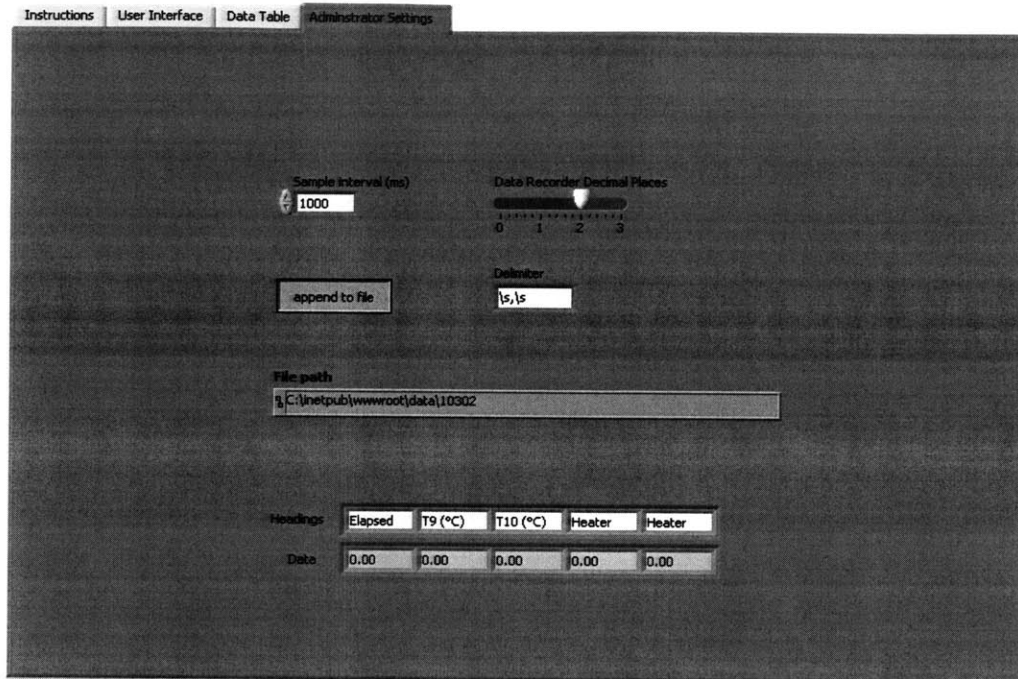 Instructions User Interface Data Table Adminstrator Settings
Sample interval (ms) Data Recorder Decimal Places
1000
0 1 2 3
Delimiter
append to file \s,\s
File path
C:\inetpub\wwwroot\data\10302
Headings Elapsed T9 (°C) T10 (°C) Heater Heater
Data 0.00 0.00 0.00 0.00 0.00